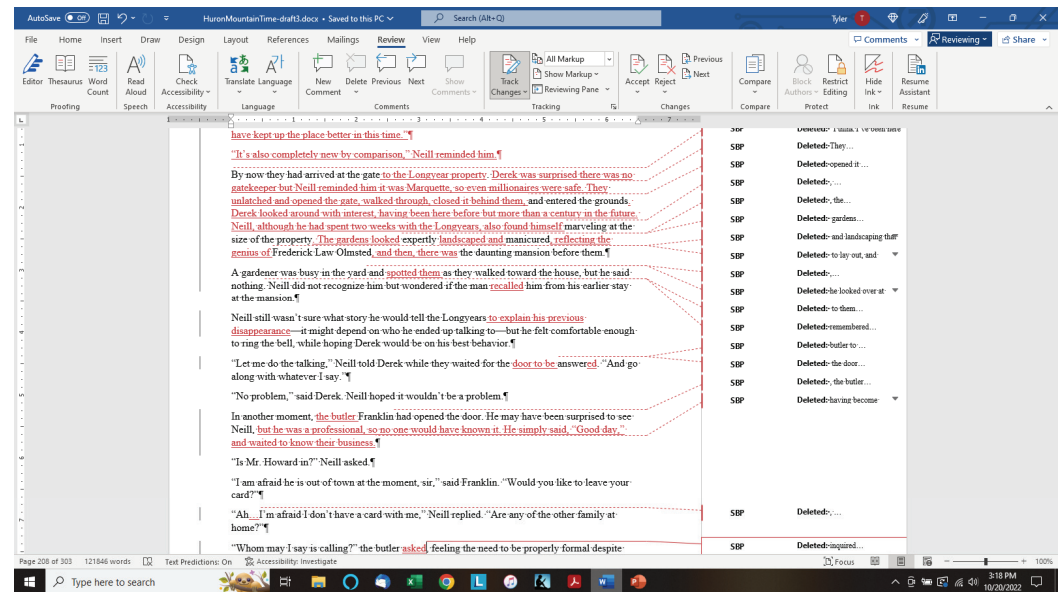 AutoSave Off HuronMountainTime-draft3.docx • Saved to this PC Search (Alt+Q) Tyler T
File Home Insert Draw Design Layout References Mailings Review View Help Comments Reviewing Share
Editor Thesaurus Word Count Read Aloud Check Accessibility Translate Language New Comment Delete Previous Next Show Comments Track Changes All Markup Show Markup Reviewing Pane Accept Reject Previous Next Compare Block Authors Restrict Editing Hide Ink Resume Assistant
Proofing Speech Accessibility Language Comments Tracking Changes Compare Protect Ink Resume
have kept up the place better in this time."¶
"It's also completely new by comparison," Neill reminded him.¶
By now they had arrived at the gate to the Longyear property. Derek was surprised there was no
gatekeeper but Neill reminded him it was Marquette, so even millionaires were safe. They
unlatched and opened the gate, walked through, closed it behind them, and entered the grounds.
Derek looked around with interest, having been here before but more than a century in the future.
Neill, although he had spent two weeks with the Longyears, also found himself marveling at the
size of the property. The gardens looked expertly landscaped and manicured, reflecting the
genius of Frederick Law Olmsted, and then, there was the daunting mansion before them.¶
A gardener was busy in the yard and spotted them as they walked toward the house, but he said
nothing. Neill did not recognize him but wondered if the man recalled him from his earlier stay
at the mansion.¶
Neill still wasn't sure what story he would tell the Longyears to explain his previous
disappearance—it might depend on who he ended up talking to—but he felt comfortable enough
to ring the bell, while hoping Derek would be on his best behavior.¶
"Let me do the talking," Neill told Derek while they waited for the door to be answered. "And go
along with whatever I say."¶
"No problem," said Derek. Neill hoped it wouldn't be a problem.¶
In another moment, the butler Franklin had opened the door. He may have been surprised to see
Neill, but he was a professional, so no one would have known it. He simply said, "Good day,"
and waited to know their business.¶
"Is Mr. Howard in?" Neill asked.¶
"I am afraid he is out of town at the moment, sir," said Franklin. "Would you like to leave your
card?"¶
"Ah…I'm afraid I don't have a card with me," Neill replied. "Are any of the other family at
home?"¶
"Whom may I say is calling?" the butler asked, feeling the need to be properly formal despite
SBP Deleted: I think I've been here
SBP Deleted: They…
SBP Deleted: opened it …
SBP Deleted: , …
SBP Deleted: , the…
SBP Deleted: gardens…
SBP Deleted: and landscaping that
SBP Deleted: to lay out, and
SBP Deleted: ,…
SBP Deleted: he looked over at
SBP Deleted: to them…
SBP Deleted: remembered…
SBP Deleted: butler to …
SBP Deleted: the door…
SBP Deleted: , the butler…
SBP Deleted: having become
SBP Deleted: , …
SBP Deleted: inquired…
Page 208 of 303 121846 words Text Predictions: On Accessibility: Investigate Focus 100%
Type here to search 3:18 PM
10/20/2022